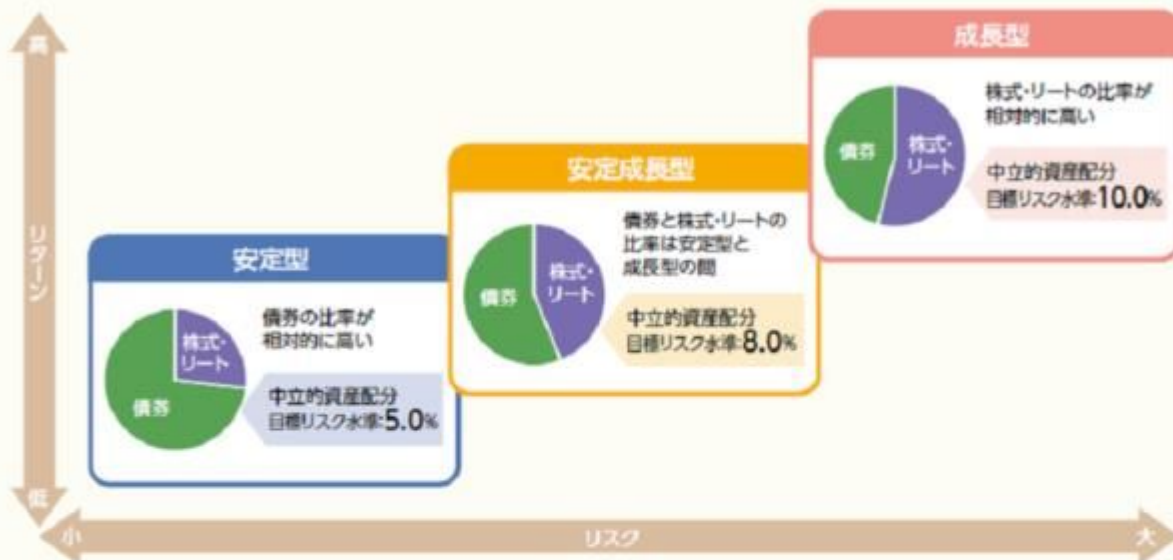 高
リターン
低
小
リスク
大
安定型
株式・
リート
債券
債券の比率が
相対的に高い
中立的資産配分
目標リスク水準:5.0%
安定成長型
債券
株式・
リート
債券と株式・リートの
比率は安定型と
成長型の間
中立的資産配分
目標リスク水準:8.0%
成長型
債券
株式・
リート
株式・リートの比率が
相対的に高い
中立的資産配分
目標リスク水準:10.0%